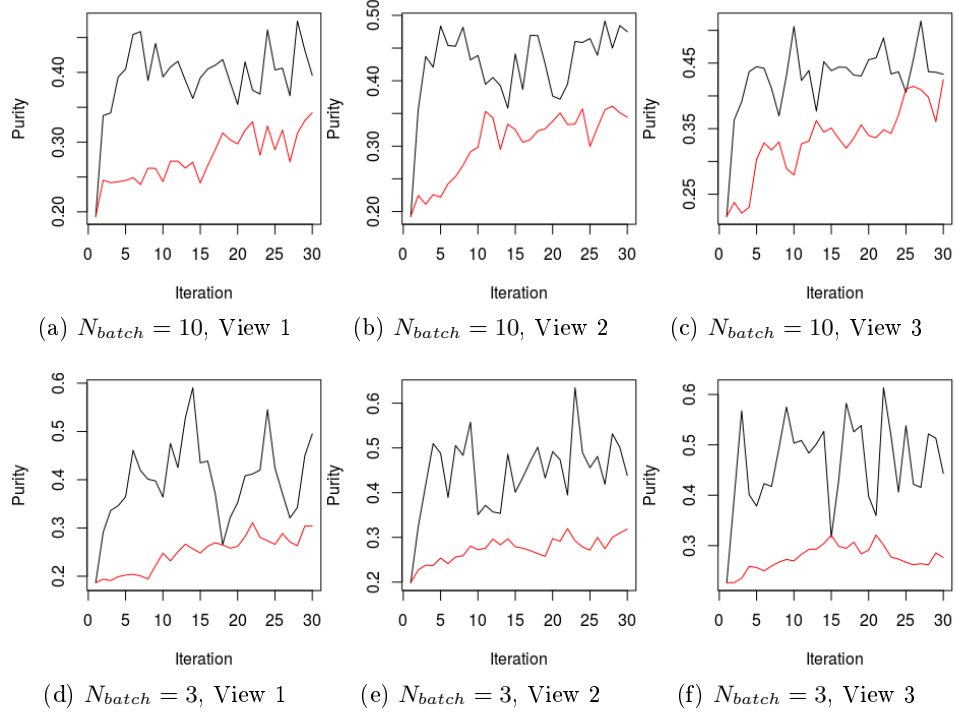 Purity
0.20 0.30 0.40
0 5 10 15 20 25 30
Iteration
(a) N_batch = 10, View 1
Purity
0.20 0.30 0.40 0.50
0 5 10 15 20 25 30
Iteration
(b) N_batch = 10, View 2
Purity
0.25 0.35 0.45
0 5 10 15 20 25 30
Iteration
(c) N_batch = 10, View 3
Purity
0.2 0.3 0.4 0.5 0.6
0 5 10 15 20 25 30
Iteration
(d) N_batch = 3, View 1
Purity
0.2 0.3 0.4 0.5 0.6
0 5 10 15 20 25 30
Iteration
(e) N_batch = 3, View 2
Purity
0.3 0.4 0.5 0.6
0 5 10 15 20 25 30
Iteration
(f) N_batch = 3, View 3